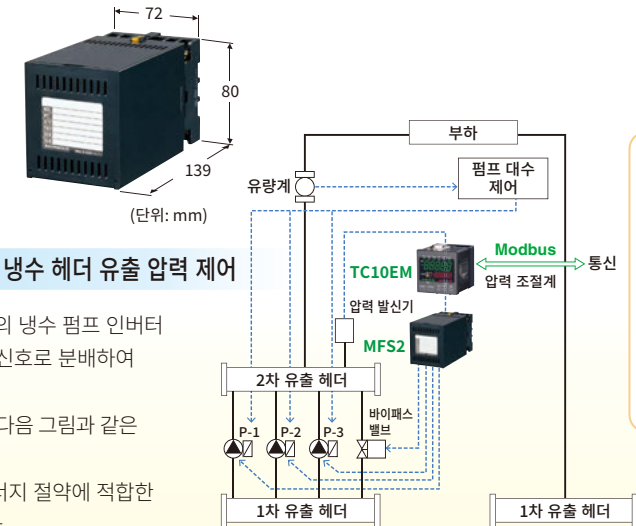 72
80
139
(단위: mm)
냉수 헤더 유출 압력 제어
의 냉수 펌프 인버터
신호로 분배하여
다음 그림과 같은
너지 절약에 적합한
부하
유량계
펌프 대수
제어
TC10EM
Modbus
통신
압력 조절계
압력 발신기
MFS2
2차 유출 헤더
P-1
P-2
P-3
바이패스
밸브
1차 유출 헤더
1차 유출 헤더